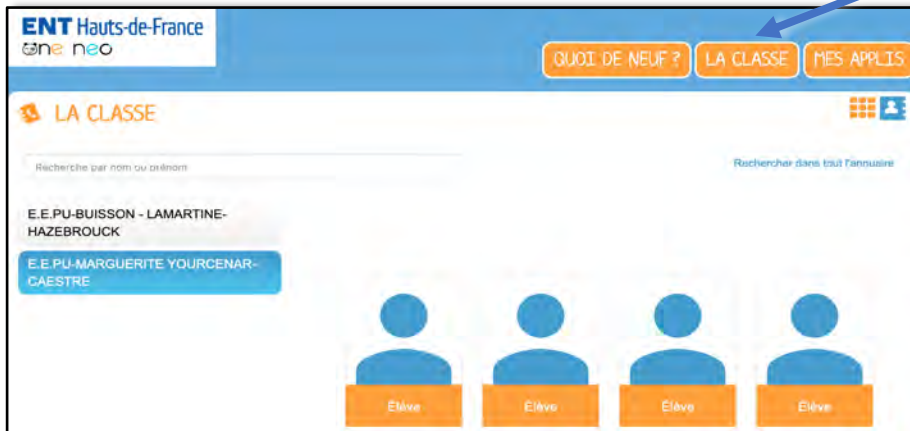 ENT Hauts-de-France
one neo
QUOI DE NEUF ?
LA CLASSE
MES APPLIS
LA CLASSE
Recherche par nom ou prénom
Rechercher dans tout l'annuaire
E.E.PU-BUISSON - LAMARTINE-
HAZEBROUCK
E.E.PU-MARGUERITE YOURCENAR-
CAESTRE
Élève
Élève
Élève
Élève